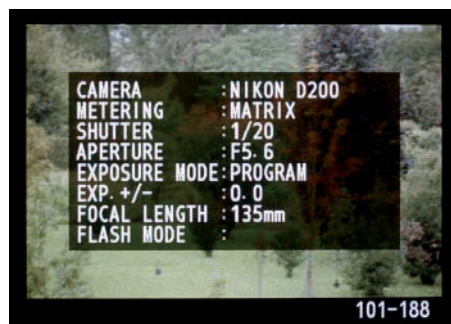 CAMERA :NIKON D200
METERING :MATRIX
SHUTTER :1/20
APERTURE :F5.6
EXPOSURE MODE:PROGRAM
EXP.+/- :0.0
FOCAL LENGTH :135mm
FLASH MODE :
101-188